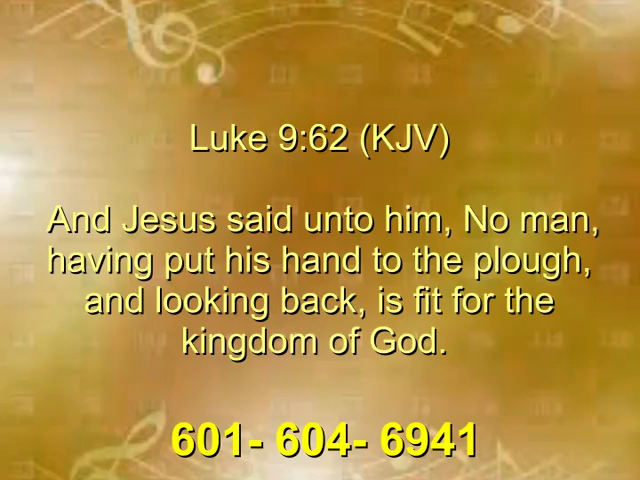 Luke 9:62 (KJV)
And Jesus said unto him, No man,
having put his hand to the plough,
and looking back, is fit for the
kingdom of God.
601- 604- 6941